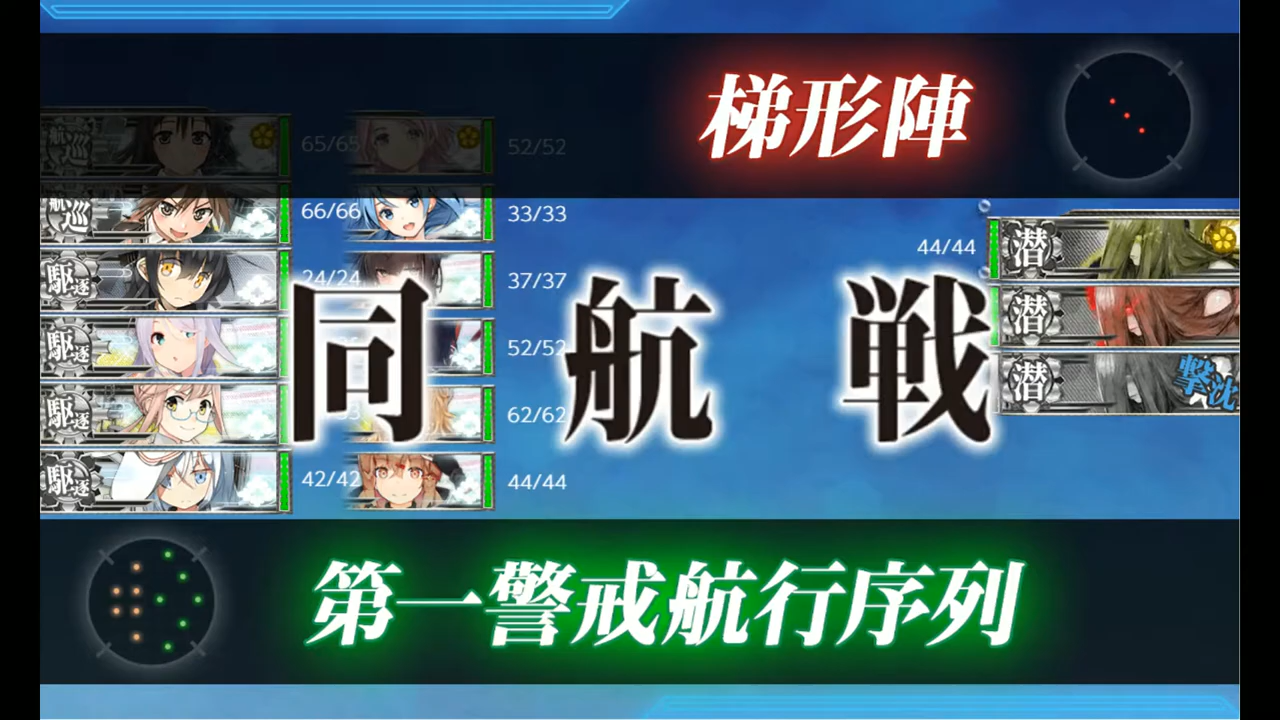 梯形陣
航巡 65/65 52/52
航巡 66/66 33/33
44/44 潜
駆逐 24/24 37/37
潜
駆逐 52/52
潜 撃沈
同航戦
駆逐 62/62
駆逐 42/42 44/44
第一警戒航行序列